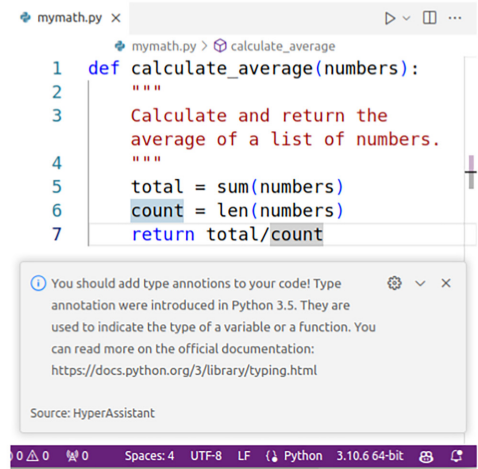 mymath.py
mymath.py > calculate_average
1 def calculate_average(numbers):
2 """
3 Calculate and return the
average of a list of numbers.
4 """
5 total = sum(numbers)
6 count = len(numbers)
7 return total/count
You should add type annotions to your code! Type
annotation were introduced in Python 3.5. They are
used to indicate the type of a variable or a function. You
can read more on the official documentation:
https://docs.python.org/3/library/typing.html
Source: HyperAssistant
0 0 0 Spaces: 4 UTF-8 LF Python 3.10.6 64-bit